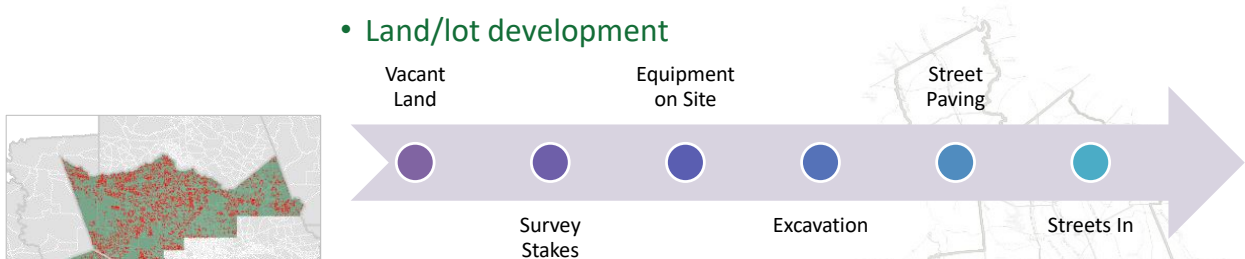 • Land/lot development
Vacant
Land
Survey
Stakes
Equipment
on Site
Excavation
Street
Paving
Streets In